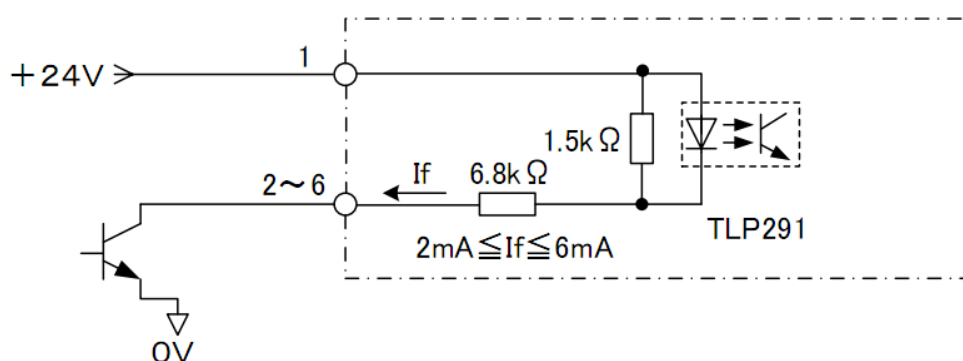 1
+24V
1.5kΩ
If
6.8kΩ
2~6
TLP291
2mA≦If≦6mA
0V